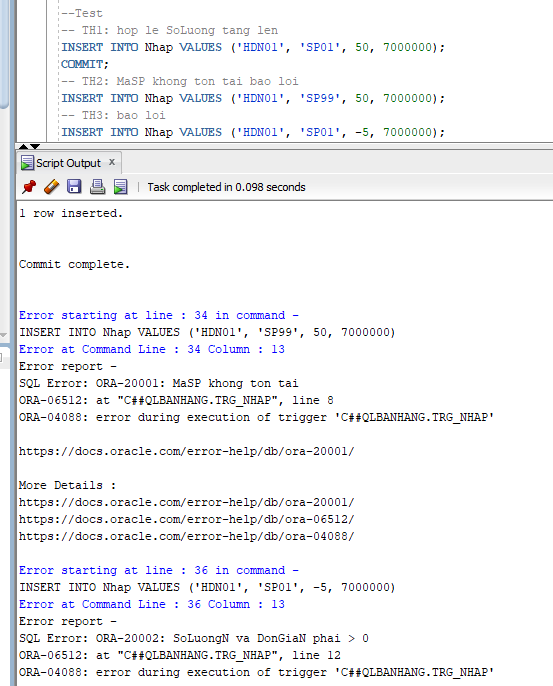 --Test
-- TH1: hop le SoLuong tang len
INSERT INTO Nhap VALUES ('HDN01', 'SP01', 50, 7000000);
COMMIT;
-- TH2: MaSP khong ton tai bao loi
INSERT INTO Nhap VALUES ('HDN01', 'SP99', 50, 7000000);
-- TH3: bao loi
INSERT INTO Nhap VALUES ('HDN01', 'SP01', -5, 7000000);
Script Output x
Task completed in 0.098 seconds
1 row inserted.
Commit complete.
Error starting at line : 34 in command -
INSERT INTO Nhap VALUES ('HDN01', 'SP99', 50, 7000000)
Error at Command Line : 34 Column : 13
Error report -
SQL Error: ORA-20001: MaSP khong ton tai
ORA-06512: at "C##QLBANHANG.TRG_NHAP", line 8
ORA-04088: error during execution of trigger 'C##QLBANHANG.TRG_NHAP'
https://docs.oracle.com/error-help/db/ora-20001/
More Details :
https://docs.oracle.com/error-help/db/ora-20001/
https://docs.oracle.com/error-help/db/ora-06512/
https://docs.oracle.com/error-help/db/ora-04088/
Error starting at line : 36 in command -
INSERT INTO Nhap VALUES ('HDN01', 'SP01', -5, 7000000)
Error at Command Line : 36 Column : 13
Error report -
SQL Error: ORA-20002: SoLuongN va DonGiaN phai > 0
ORA-06512: at "C##QLBANHANG.TRG_NHAP", line 12
ORA-04088: error during execution of trigger 'C##QLBANHANG.TRG_NHAP'